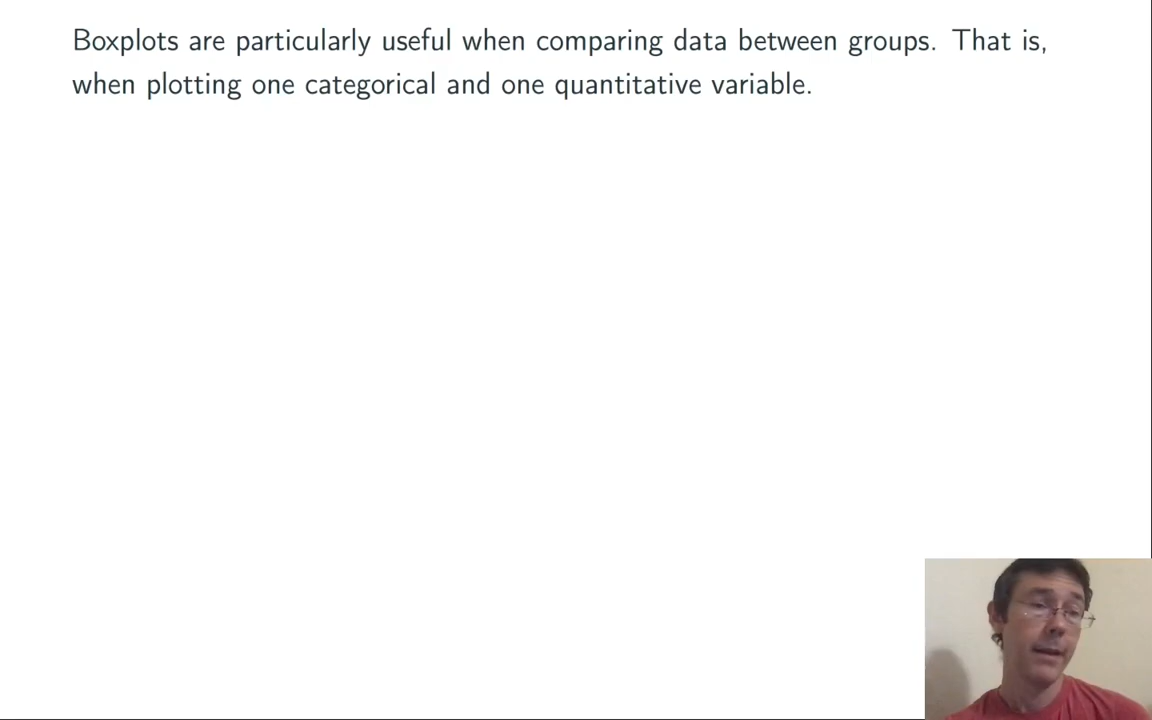 Boxplots are particularly useful when comparing data between groups. That is,
when plotting one categorical and one quantitative variable.